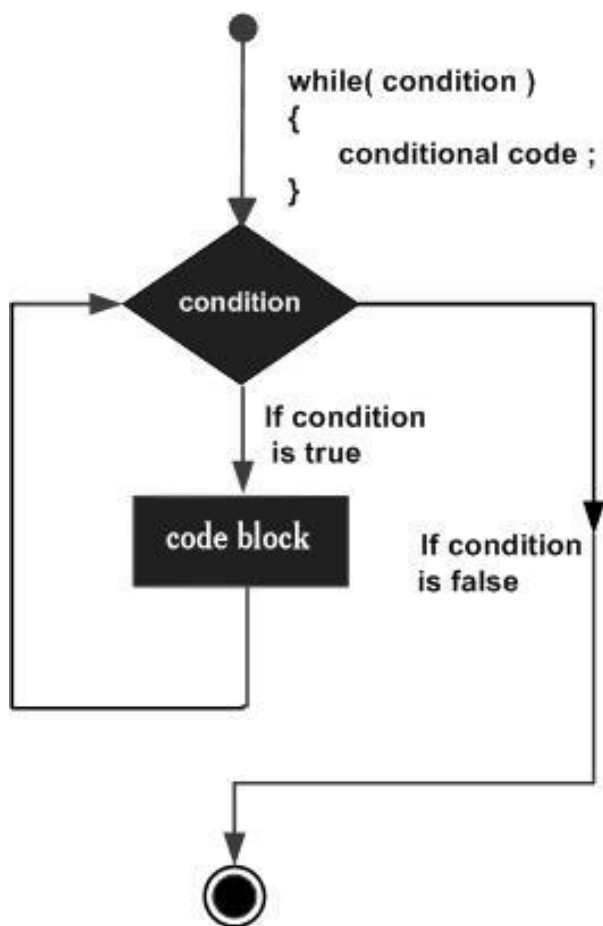 while( condition )
{
conditional code ;
}
condition
If condition
is true
code block
If condition
is false